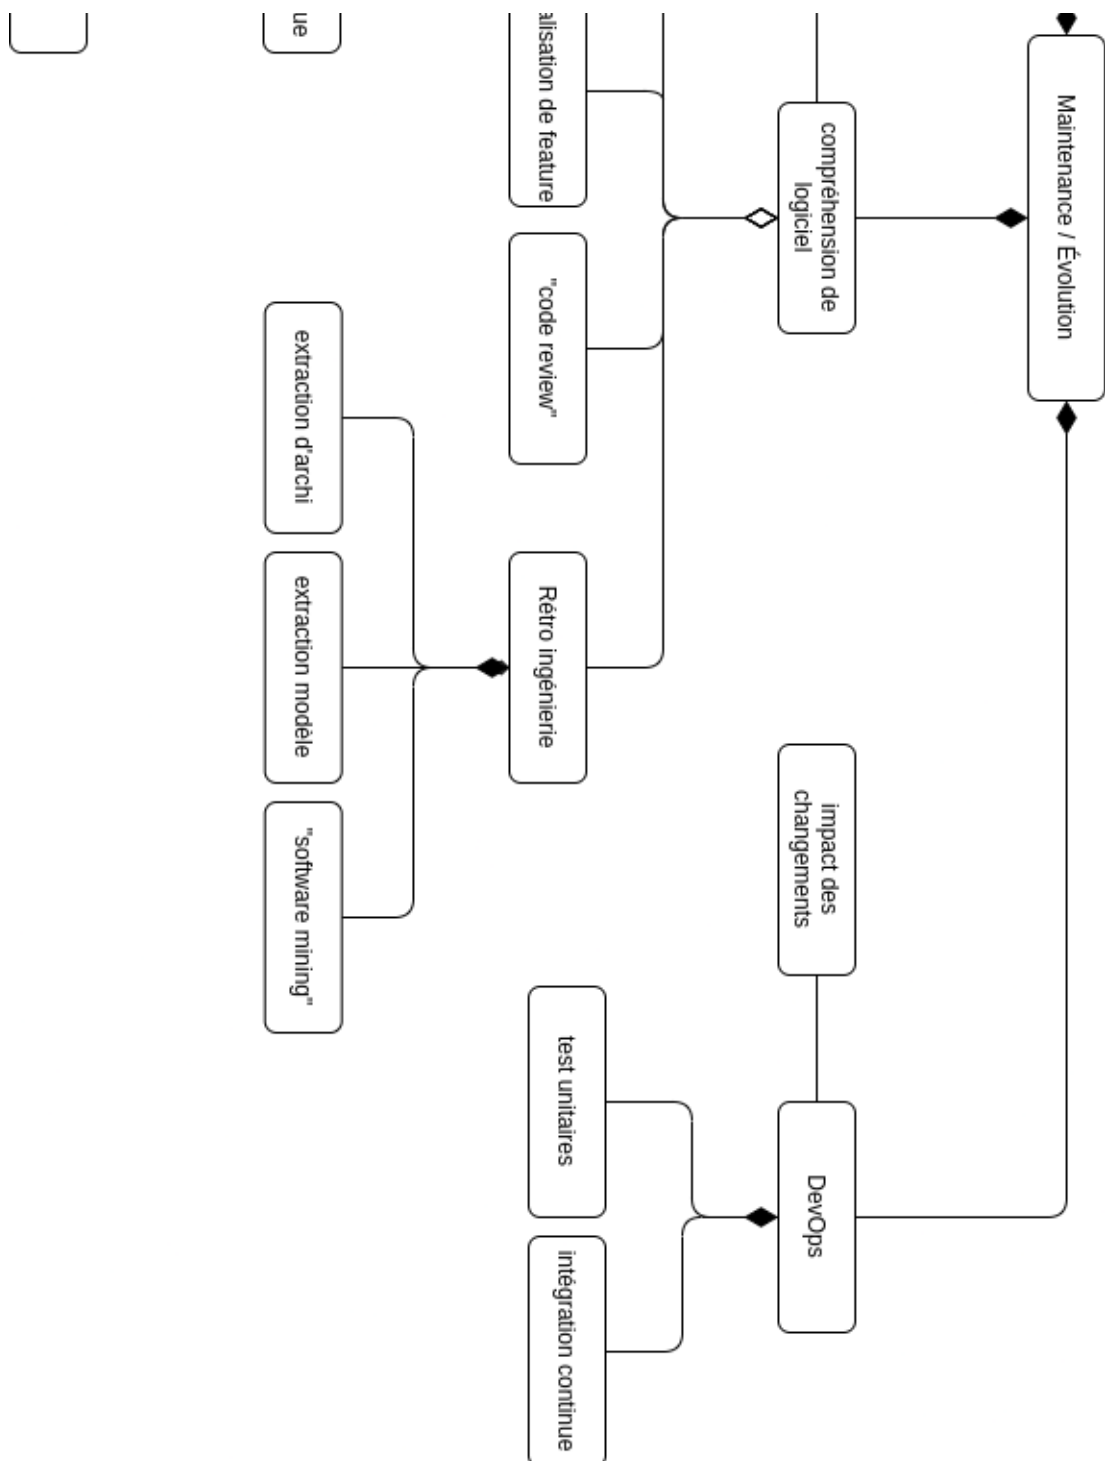 Maintenance / Évolution
compréhension de
logiciel
impact des
changements
DevOps
alisation de feature
"code review"
Rétro ingénierie
test unitaires
intégration continue
ue
extraction d'archi
extraction modèle
"software mining"